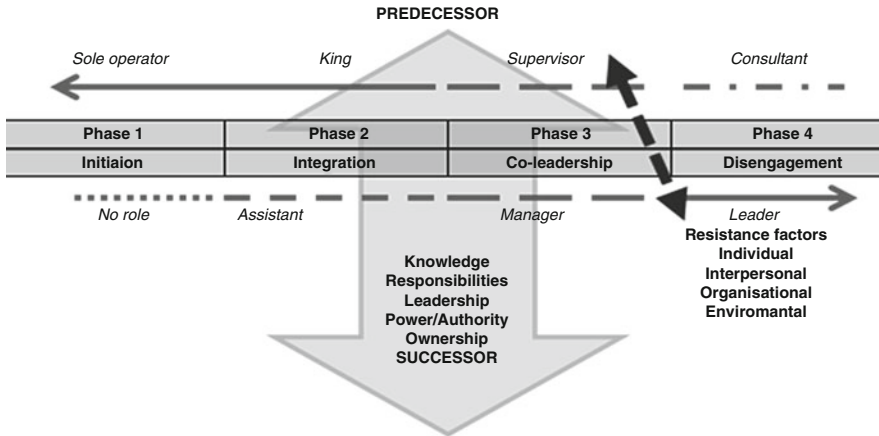 PREDECESSOR
Sole operator King Supervisor Consultant
Phase 1 Phase 2 Phase 3 Phase 4
Initiaion Integration Co-leadership Disengagement
No role Assistant Manager Leader
Resistance factors
Individual
Interpersonal
Organisational
Enviromantal
Knowledge
Responsibilities
Leadership
Power/Authority
Ownership
SUCCESSOR